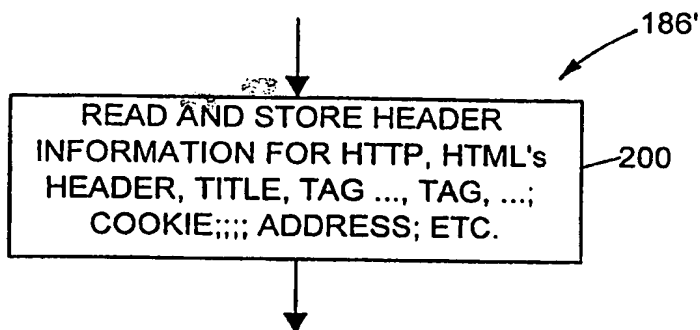 186'
READ AND STORE HEADER
INFORMATION FOR HTTP, HTML's
HEADER, TITLE, TAG ..., TAG, ...;
COOKIE;;;; ADDRESS; ETC.
200